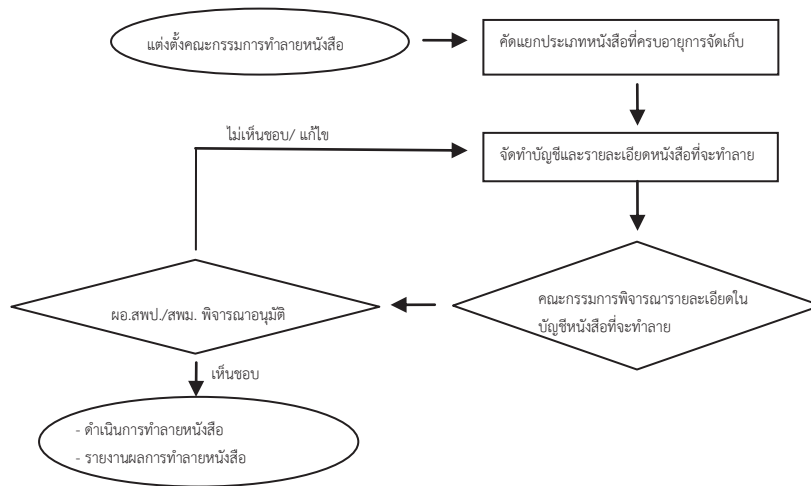 แต่งตั้งคณะกรรมการทำลายหนังสือ
คัดแยกประเภทหนังสือที่ครบอายุการจัดเก็บ
ไม่เห็นชอบ/ แก้ไข
จัดทำบัญชีและรายละเอียดหนังสือที่จะทำลาย
คณะกรรมการพิจารณารายละเอียดใน
บัญชีหนังสือที่จะทำลาย
ผอ.สพป./สพม. พิจารณาอนุมัติ
เห็นชอบ
- ดำเนินการทำลายหนังสือ
- รายงานผลการทำลายหนังสือ